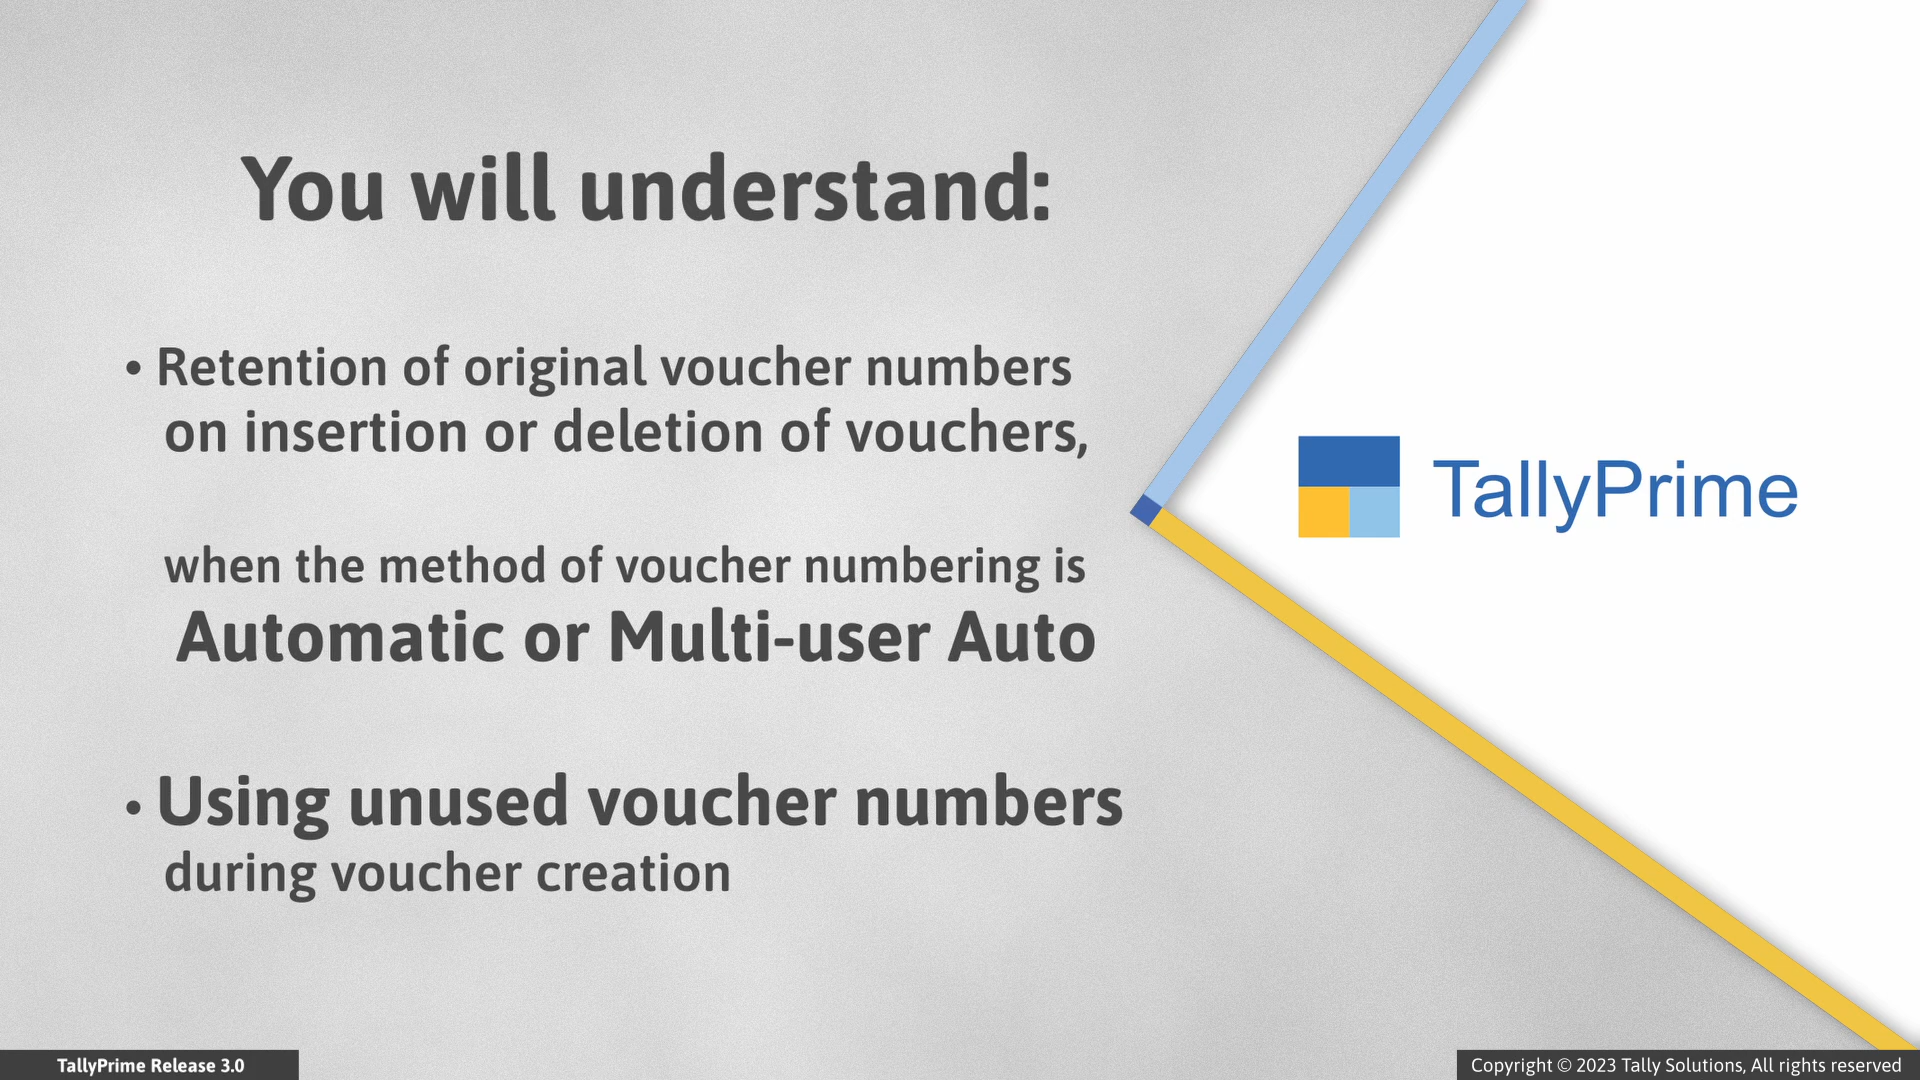 You will understand:
• Retention of original voucher numbers
on insertion or deletion of vouchers,
when the method of voucher numbering is
Automatic or Multi-user Auto
• Using unused voucher numbers
during voucher creation
TallyPrime
TallyPrime Release 3.0
Copyright © 2023 Tally Solutions, All rights reserved